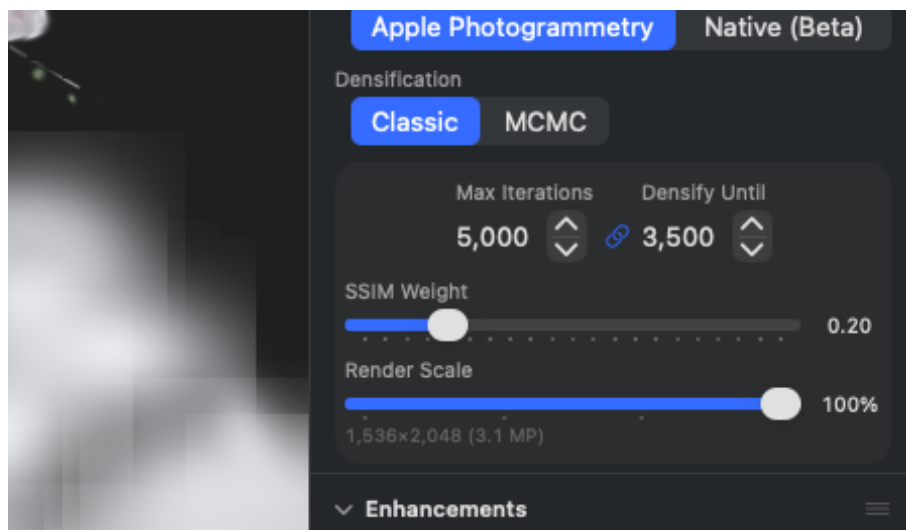 Apple Photogrammetry Native (Beta)
Densification
Classic MCMC
Max Iterations Densify Until
5,000 3,500
SSIM Weight
0.20
Render Scale
100%
1,536×2,048 (3.1 MP)
Enhancements